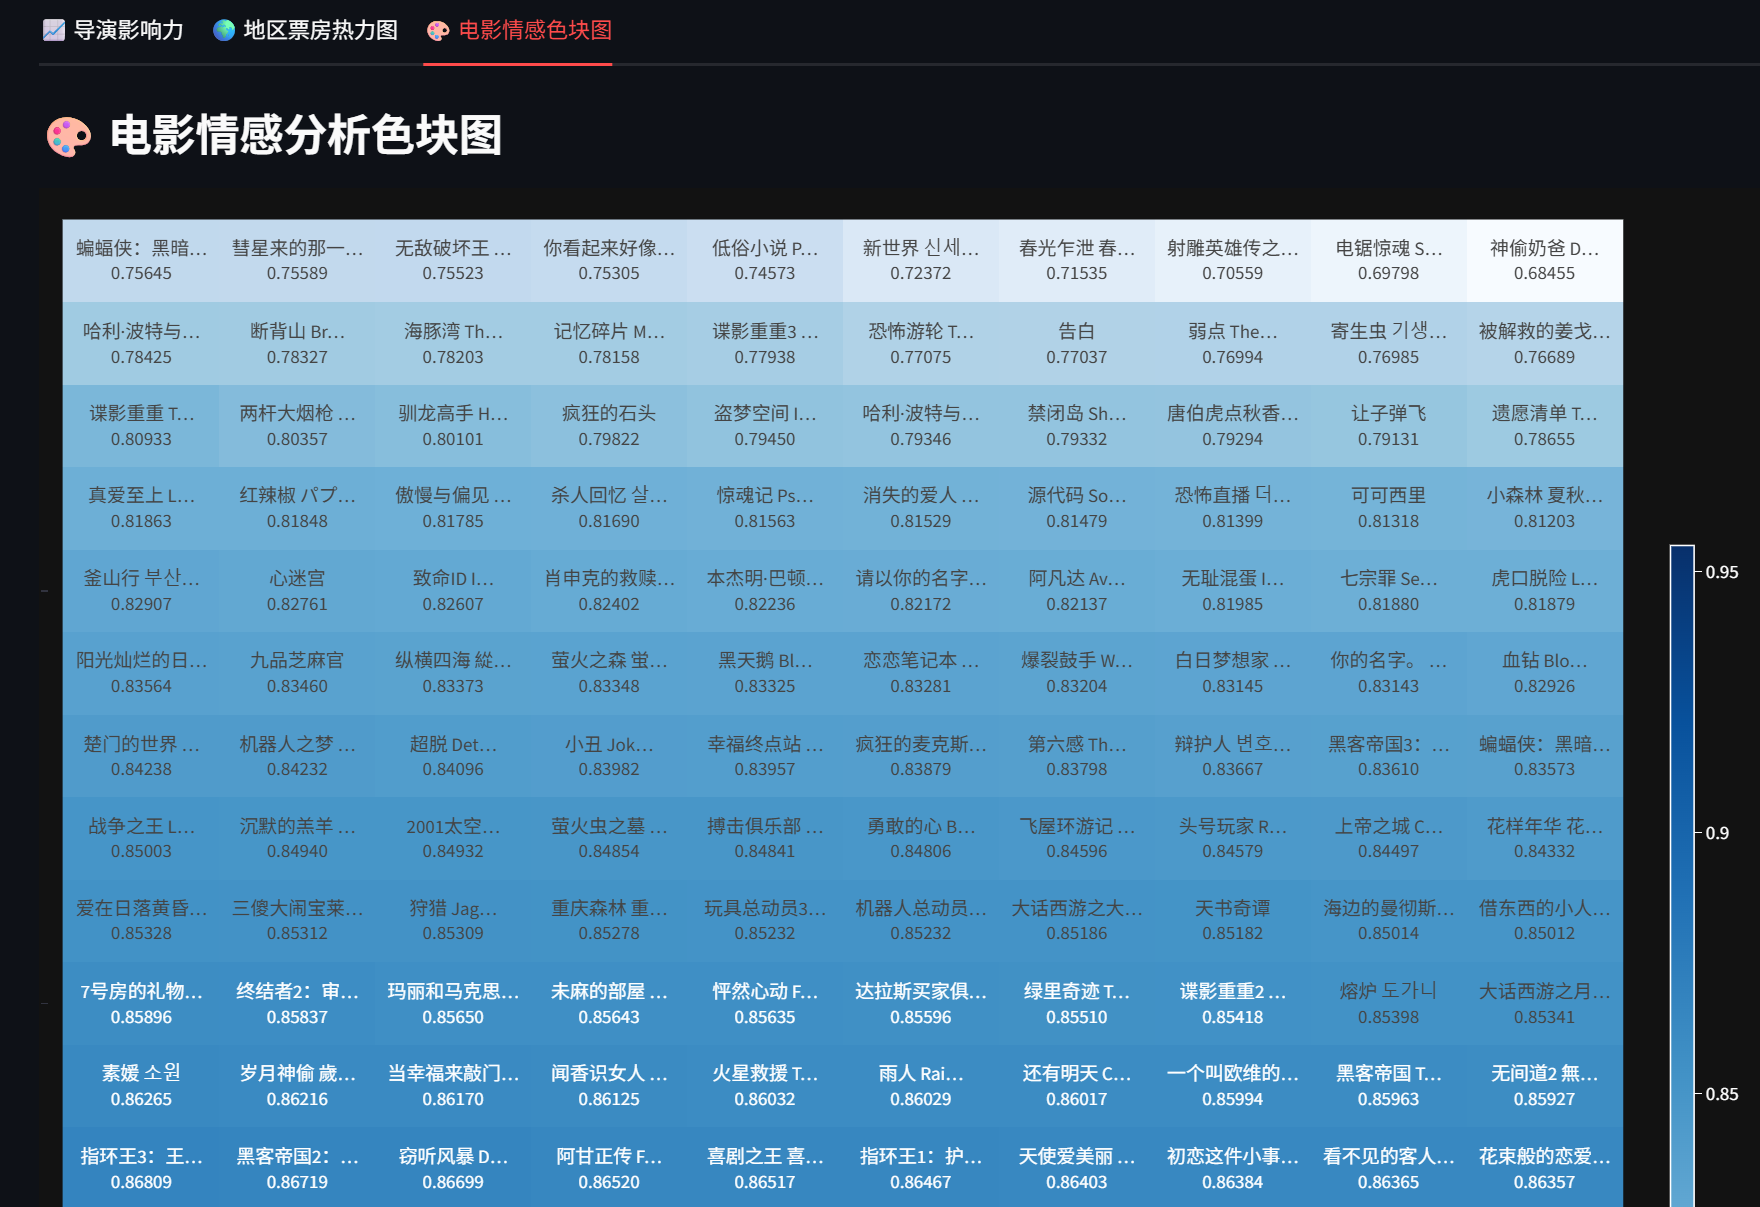 导演影响力 地区票房热力图 电影情感色块图
电影情感分析色块图
蝙蝠侠：黑暗… 彗星来的那一… 无敌破坏王 … 你看起来好像… 低俗小说 P… 新世界 신세… 春光乍泄 春… 射雕英雄传之… 电锯惊魂 S… 神偷奶爸 D…
0.75645 0.75589 0.75523 0.75305 0.74573 0.72372 0.71535 0.70559 0.69798 0.68455
哈利·波特与… 断背山 Br… 海豚湾 Th… 记忆碎片 M… 谍影重重3 … 恐怖游轮 T… 告白 弱点 The… 寄生虫 기생… 被解救的姜戈…
0.78425 0.78327 0.78203 0.78158 0.77938 0.77075 0.77037 0.76994 0.76985 0.76689
谍影重重 T… 两杆大烟枪 … 驯龙高手 H… 疯狂的石头 盗梦空间 I… 哈利·波特与… 禁闭岛 Sh… 唐伯虎点秋香… 让子弹飞 遗愿清单 T…
0.80933 0.80357 0.80101 0.79822 0.79450 0.79346 0.79332 0.79294 0.79131 0.78655
真爱至上 L… 红辣椒 パプ… 傲慢与偏见 … 杀人回忆 살… 惊魂记 Ps… 消失的爱人 … 源代码 So… 恐怖直播 더… 可可西里 小森林 夏秋…
0.81863 0.81848 0.81785 0.81690 0.81563 0.81529 0.81479 0.81399 0.81318 0.81203
釜山行 부산… 心迷宫 致命ID I… 肖申克的救赎… 本杰明·巴顿… 请以你的名字… 阿凡达 Av… 无耻混蛋 I… 七宗罪 Se… 虎口脱险 L…
0.82907 0.82761 0.82607 0.82402 0.82236 0.82172 0.82137 0.81985 0.81880 0.81879
阳光灿烂的日… 九品芝麻官 纵横四海 縱… 萤火之森 蛍… 黑天鹅 Bl… 恋恋笔记本 … 爆裂鼓手 W… 白日梦想家 … 你的名字。 … 血钻 Blo…
0.83564 0.83460 0.83373 0.83348 0.83325 0.83281 0.83204 0.83145 0.83143 0.82926
楚门的世界 … 机器人之梦 … 超脱 Det… 小丑 Jok… 幸福终点站 … 疯狂的麦克斯… 第六感 Th… 辩护人 변호… 黑客帝国3：… 蝙蝠侠：黑暗…
0.84238 0.84232 0.84096 0.83982 0.83957 0.83879 0.83798 0.83667 0.83610 0.83573
战争之王 L… 沉默的羔羊 … 2001太空… 萤火虫之墓 … 搏击俱乐部 … 勇敢的心 B… 飞屋环游记 … 头号玩家 R… 上帝之城 C… 花样年华 花…
0.85003 0.84940 0.84932 0.84854 0.84841 0.84806 0.84596 0.84579 0.84497 0.84332
爱在日落黄昏… 三傻大闹宝莱… 狩猎 Jag… 重庆森林 重… 玩具总动员3… 机器人总动员… 大话西游之大… 天书奇谭 海边的曼彻斯… 借东西的小人…
0.85328 0.85312 0.85309 0.85278 0.85232 0.85232 0.85186 0.85182 0.85014 0.85012
7号房的礼物… 终结者2：审… 玛丽和马克思… 未麻的部屋 … 怦然心动 F… 达拉斯买家俱… 绿里奇迹 T… 谍影重重2 … 熔炉 도가니 大话西游之月…
0.85896 0.85837 0.85650 0.85643 0.85635 0.85596 0.85510 0.85418 0.85398 0.85341
素媛 소원 岁月神偷 歲… 当幸福来敲门… 闻香识女人 … 火星救援 T… 雨人 Rai… 还有明天 C… 一个叫欧维的… 黑客帝国 T… 无间道2 無…
0.86265 0.86216 0.86170 0.86125 0.86032 0.86029 0.86017 0.85994 0.85963 0.85927
指环王3：王… 黑客帝国2：… 窃听风暴 D… 阿甘正传 F… 喜剧之王 喜… 指环王1：护… 天使爱美丽 … 初恋这件小事… 看不见的客人… 花束般的恋爱…
0.86809 0.86719 0.86699 0.86520 0.86517 0.86467 0.86403 0.86384 0.86365 0.86357
0.95
0.9
0.85